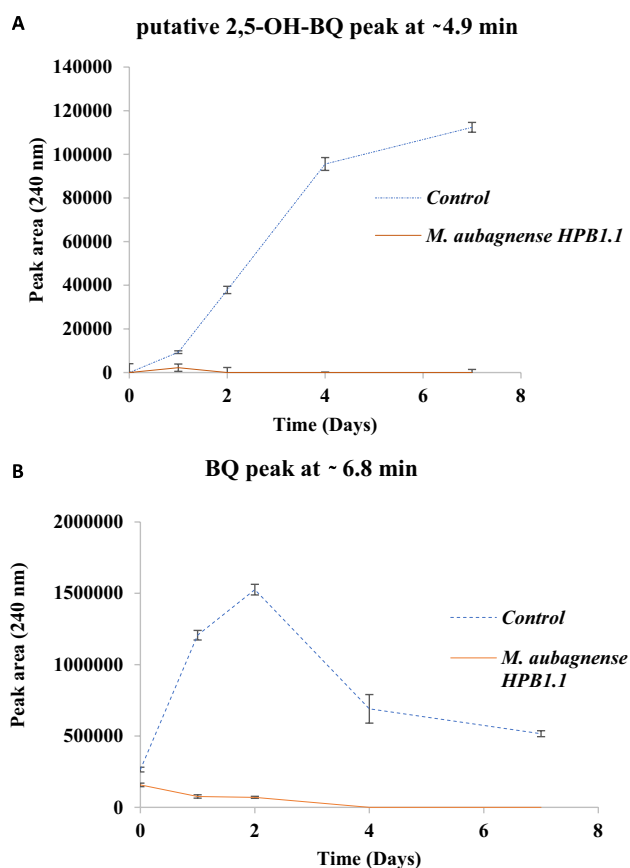 A
putative 2,5-OH-BQ peak at ~4.9 min
140000
120000
100000
80000
60000
40000
20000
0
Peak area (240 nm)
Control
M. aubagnense HPB1.1
0 2 4 6 8
Time (Days)
B
BQ peak at ~ 6.8 min
2000000
1500000
1000000
500000
0
Peak area (240 nm)
Control
M. aubagnense
HPB1.1
0 2 4 6 8
Time (Days)